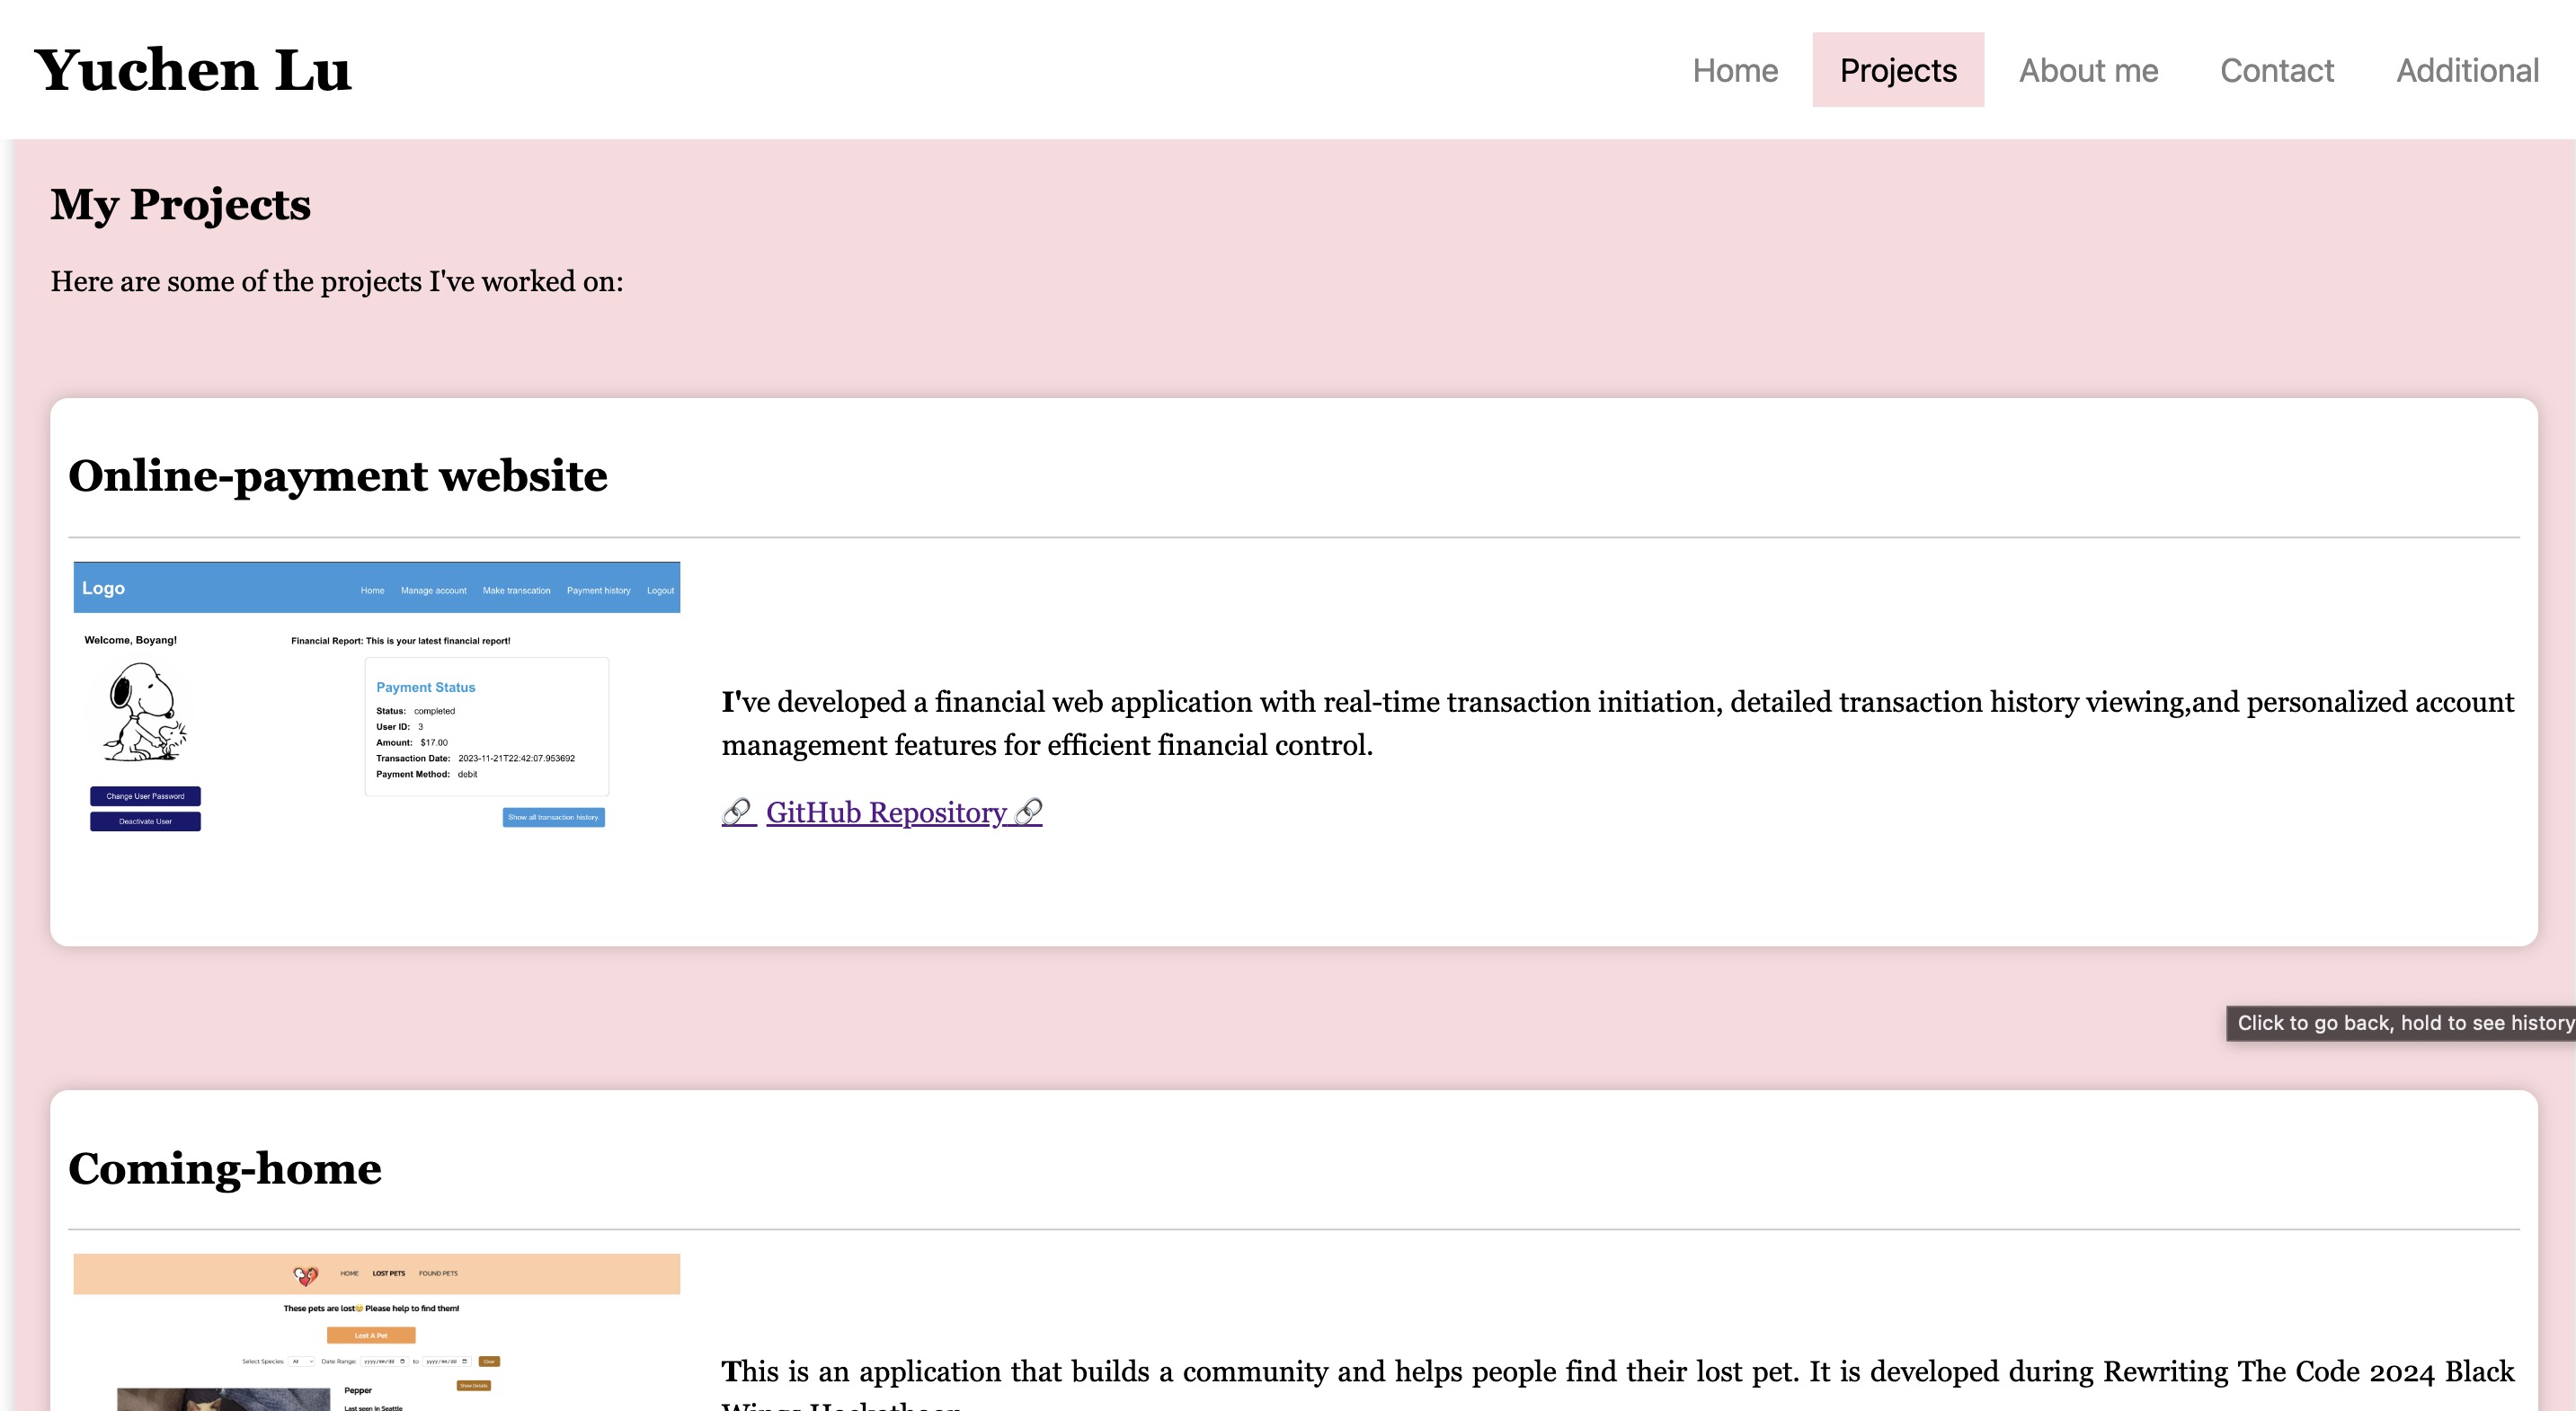 Yuchen Lu
Home Projects About me Contact Additional
My Projects
Here are some of the projects I've worked on:
Online-payment website
Logo Home Manage account Make transcation Payment history Logout
Welcome, Boyang!
Financial Report: This is your latest financial report!
Payment Status
Status: completed
User ID: 3
Amount: $17.00
Transaction Date: 2023-11-21T22:42:07.953692
Payment Method: debit
Change User Password
Deactivate User
Show all transaction history.
I've developed a financial web application with real-time transaction initiation, detailed transaction history viewing,and personalized account
management features for efficient financial control.
🔗 GitHub Repository 🔗
Click to go back, hold to see history
Coming-home
HOME LOST PETS FOUND PETS
These pets are lost😢 Please help to find them!
Lost A Pet
Select Species: All Date Range: yyyy/mm/dd to yyyy/mm/dd Clear
Show Details
Pepper
Last seen in Seattle
This is an application that builds a community and helps people find their lost pet. It is developed during Rewriting The Code 2024 Black
Wings Hackathon